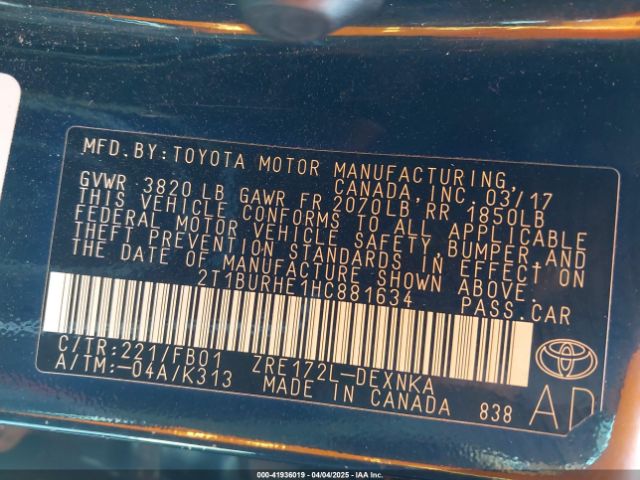 MFD.BY:TOYOTA MOTOR MANUFACTURING,
CANADA, INC. 03/17
GVWR 3820 LB GAWR FR 2070LB RR 1850LB
THIS VEHICLE CONFORMS TO ALL APPLICABLE
FEDERAL MOTOR VEHICLE SAFETY, BUMPER, AND
THEFT PREVENTION STANDARDS IN EFFECT ON
THE DATE OF MANUFACTURE SHOWN ABOVE.
2T1BURHE1HC881634 PASS.CAR
C/TR:221/FB01 ZRE172L-DEXNKA
A/TM:-04A/K313 MADE IN CANADA 838
AD
000-41936019 - 04/04/2025 - IAA Inc.